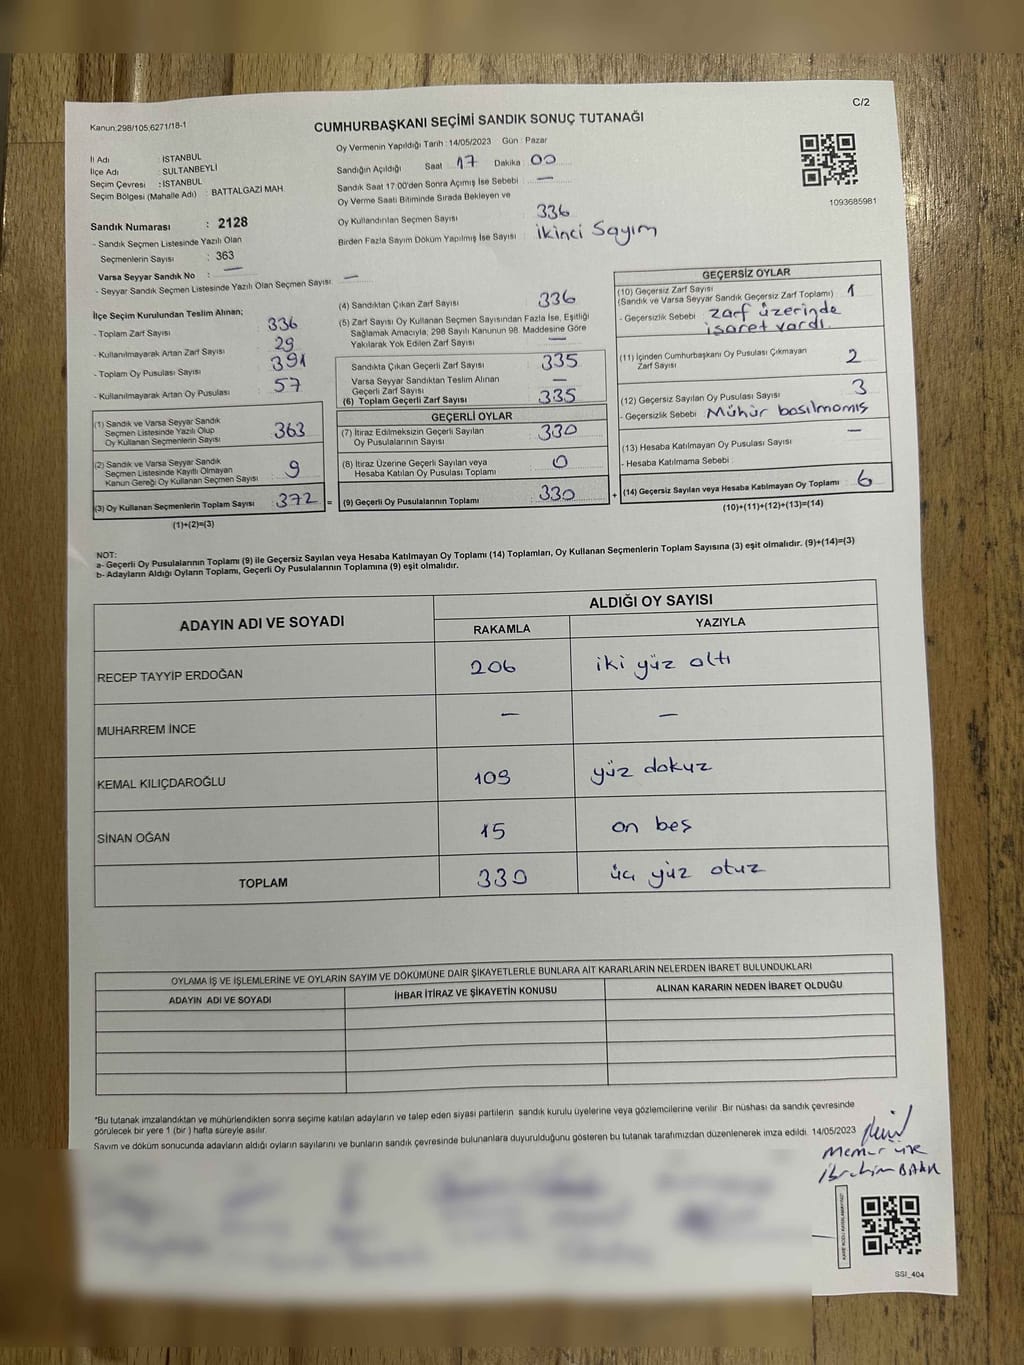 C/2
Kanun:298/105,6271/18-1
CUMHURBAŞKANI SEÇİMİ SANDIK SONUÇ TUTANAĞI
İl Adı : İSTANBUL
İlçe Adı : SULTANBEYLİ
Seçim Çevresi : İSTANBUL
Seçim Bölgesi (Mahalle Adı) : BATTALGAZİ MAH.
Oy Vermenin Yapıldığı Tarih : 14/05/2023 Gün : Pazar
Sandığın Açıldığı Saat 17 Dakika 00
Sandık Saat 17:00'den Sonra Açımış İse Sebebi : —
Oy Verme Saati Bitiminde Sırada Bekleyen ve
Oy Kullandırılan Seçmen Sayısı : 336
Birden Fazla Sayım Döküm Yapılmış İse Sayısı : ikinci Sayım
1093685981
Sandık Numarası : 2128
- Sandık Seçmen Listesinde Yazılı Olan
Seçmenlerin Sayısı : 363
Varsa Seyyar Sandık No : —
- Seyyar Sandık Seçmen Listesinde Yazılı Olan Seçmen Sayısı: —
İlçe Seçim Kurulundan Teslim Alınan;
- Toplam Zarf Sayısı 336
- Kullanılmayarak Artan Zarf Sayısı 29
- Toplam Oy Pusulası Sayısı 391
- Kullanılmayarak Artan Oy Pusulası 57
(1) Sandık ve Varsa Seyyar Sandık
Seçmen Listesinde Yazılı Olup
Oy Kullanan Seçmenlerin Sayısı 363
(2) Sandık ve Varsa Seyyar Sandık
Seçmen Listesinde Kayıtlı Olmayan
Kanun Gereği Oy Kullanan Seçmen Sayısı 9
(3) Oy Kullanan Seçmenlerin Toplam Sayısı 372 =
(1)+(2)=(3)
(4) Sandıktan Çıkan Zarf Sayısı 336
(5) Zarf Sayısı Oy Kullanan Seçmen Sayısından Fazla İse, Eşitliği
Sağlamak Amacıyla, 298 Sayılı Kanunun 98. Maddesine Göre
Yakılarak Yok Edilen Zarf Sayısı —
Sandıkta Çıkan Geçerli Zarf Sayısı 335
Varsa Seyyar Sandıktan Teslim Alınan
Geçerli Zarf Sayısı —
(6) Toplam Geçerli Zarf Sayısı 335
GEÇERLİ OYLAR
(7) İtiraz Edilmeksizin Geçerli Sayılan
Oy Pusulalarının Sayısı 330
(8) İtiraz Üzerine Geçerli Sayılan veya
Hesaba Katılan Oy Pusulası Toplamı 0
(9) Geçerli Oy Pusulalarının Toplamı 330 +
GEÇERSİZ OYLAR
(10) Geçersiz Zarf Sayısı
(Sandık ve Varsa Seyyar Sandık Geçersiz Zarf Toplamı) 1
- Geçersizlik Sebebi : zarf üzerinde
işaret vardı.
(11) İçinden Cumhurbaşkanı Oy Pusulası Çıkmayan
Zarf Sayısı 2
(12) Geçersiz Sayılan Oy Pusulası Sayısı 3
- Geçersizlik Sebebi : Mühür basılmamış
(13) Hesaba Katılmayan Oy Pusulası Sayısı —
- Hesaba Katılmama Sebebi :
(14) Geçersiz Sayılan veya Hesaba Katılmayan Oy Toplamı 6
(10)+(11)+(12)+(13)=(14)
NOT:
a- Geçerli Oy Pusulalarının Toplamı (9) ile Geçersiz Sayılan veya Hesaba Katılmayan Oy Toplamı (14) Toplamları, Oy Kullanan Seçmenlerin Toplam Sayısına (3) eşit olmalıdır. (9)+(14)=(3)
b- Adayların Aldığı Oyların Toplamı, Geçerli Oy Pusulalarının Toplamına (9) eşit olmalıdır.
ADAYIN ADI VE SOYADI ALDIĞI OY SAYISI
RAKAMLA YAZIYLA
RECEP TAYYİP ERDOĞAN 206 iki yüz altı
MUHARREM İNCE — —
KEMAL KILIÇDAROĞLU 109 yüz dokuz
SİNAN OĞAN 15 on beş
TOPLAM 330 üç yüz otuz
OYLAMA İŞ VE İŞLEMLERİNE VE OYLARIN SAYIM VE DÖKÜMÜNE DAİR ŞİKAYETLERLE BUNLARA AİT KARARLARIN NELERDEN İBARET BULUNDUKLARI
ADAYIN ADI VE SOYADI İHBAR İTİRAZ VE ŞİKAYETİN KONUSU ALINAN KARARIN NEDEN İBARET OLDUĞU
*Bu tutanak imzalandıktan ve mühürlendikten sonra seçime katılan adayların ve talep eden siyasi partilerin sandık kurulu üyelerine veya gözlemcilerine verilir. Bir nüshası da sandık çevresinde
görülecek bir yere 1 (bir) hafta süreyle asılır.
Sayım ve döküm sonucunda adayların aldığı oyların sayılarını ve bunların sandık çevresinde bulunanlara duyurulduğunu gösteren bu tutanak tarafımızdan düzenlenerek imza edildi. 14/05/2023
Memur üye
İbrahim
SSI_404